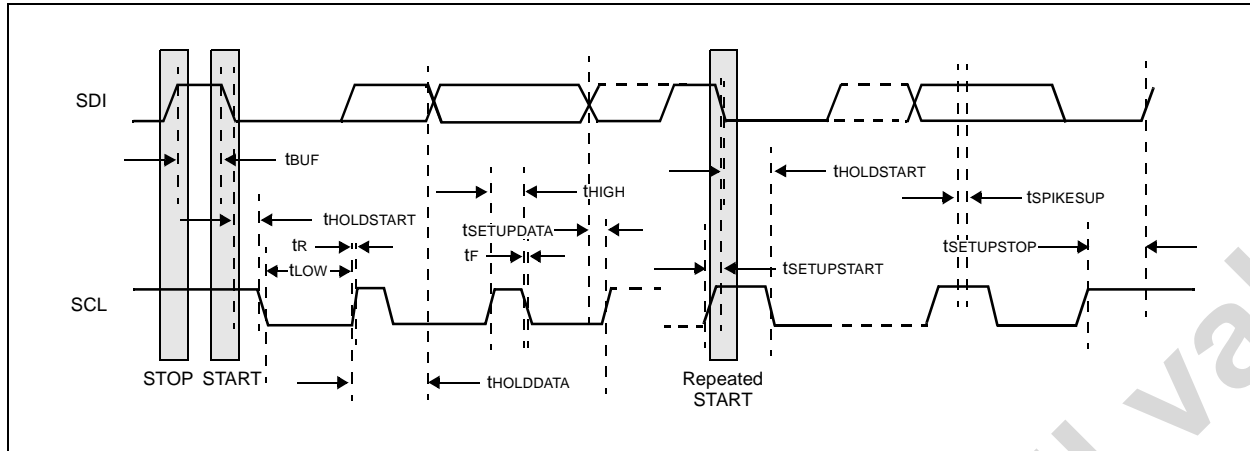 SDI
tBUF
tHOLDSTART
tHIGH
tHOLDSTART
tSPIKESUP
tSETUPDATA
tSETUPSTOP
tR
tF
tLOW
tSETUPSTART
SCL
STOP START
tHOLDDATA
Repeated
START